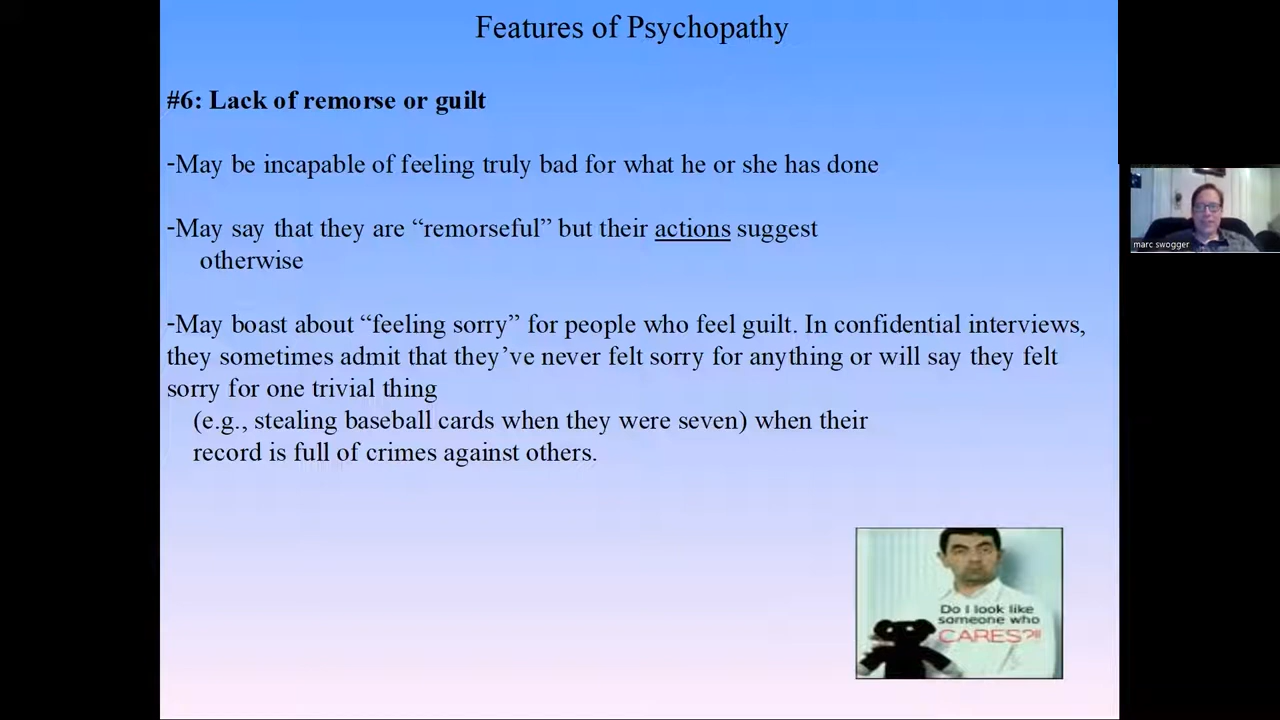 Features of Psychopathy
#6: Lack of remorse or guilt
-May be incapable of feeling truly bad for what he or she has done
-May say that they are “remorseful” but their actions suggest
otherwise
-May boast about “feeling sorry” for people who feel guilt. In confidential interviews,
they sometimes admit that they’ve never felt sorry for anything or will say they felt
sorry for one trivial thing
(e.g., stealing baseball cards when they were seven) when their
record is full of crimes against others.
marc swogger
Do I look like
someone who
CARES?!!